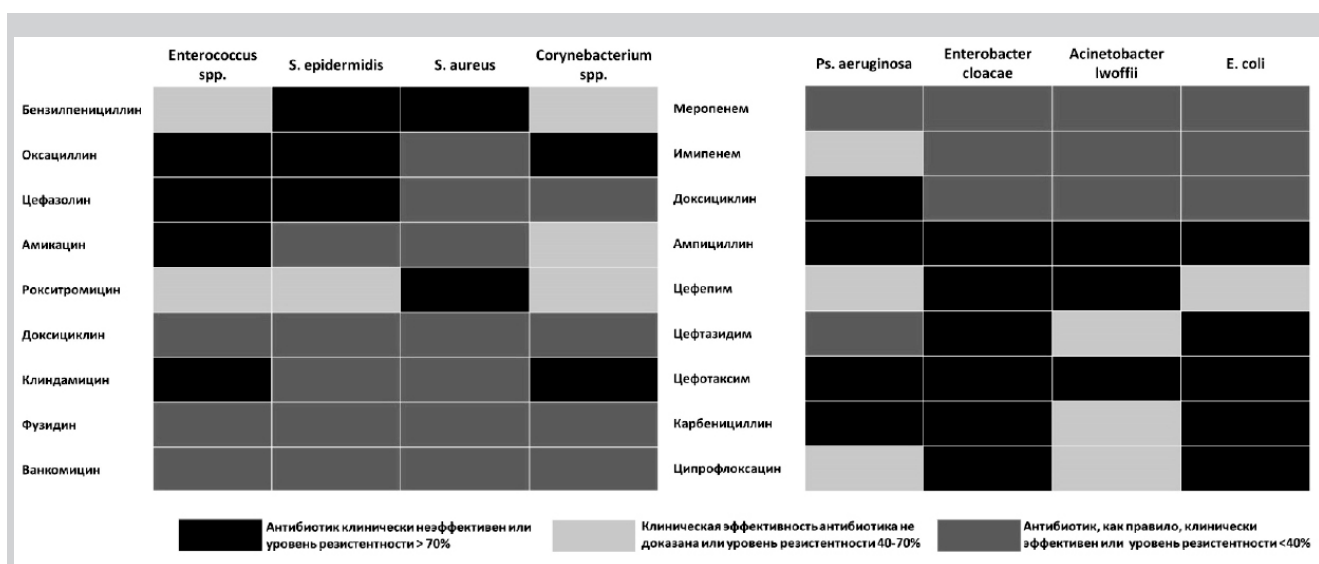 Enterococcus
spp.
S. epidermidis
S. aureus
Corynebacterium
spp.
Бензилпенициллин
Оксациллин
Цефазолин
Амикацин
Рокситромицин
Доксициклин
Клиндамицин
Фузидин
Ванкомицин
Ps. aeruginosa
Enterobacter
cloacae
Acinetobacter
lwoffii
E. coli
Меропенем
Имипенем
Доксициклин
Ампициллин
Цефепим
Цефтазидим
Цефотаксим
Карбенициллин
Ципрофлоксацин
Антибиотик клинически неэффективен или
уровень резистентности > 70%
Клиническая эффективность антибиотика не
доказана или уровень резистентности 40-70%
Антибиотик, как правило, клинически
эффективен или уровень резистентности <40%